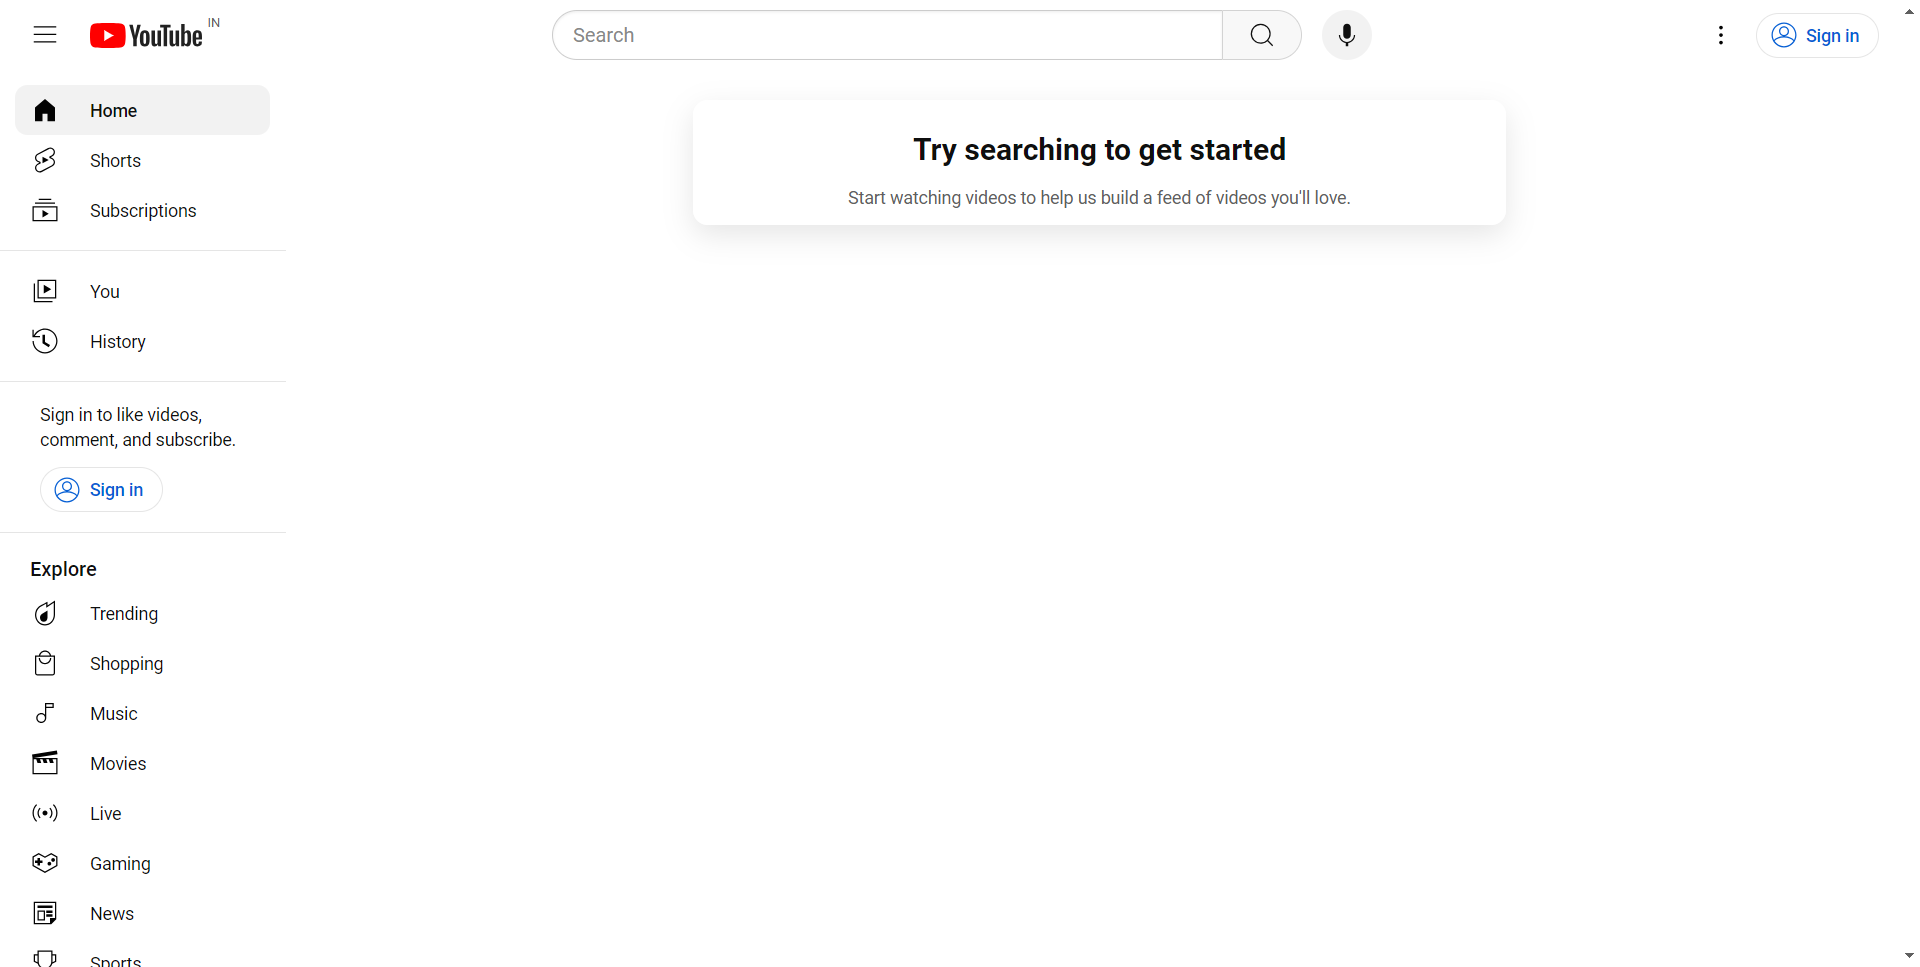 YouTube IN
Search
Sign in
Home
Shorts
Subscriptions
You
History
Sign in to like videos,
comment, and subscribe.
Sign in
Explore
Trending
Shopping
Music
Movies
Live
Gaming
News
Sports
Try searching to get started
Start watching videos to help us build a feed of videos you'll love.